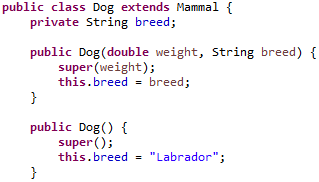 public class Dog extends Mammal {
    private String breed;

    public Dog(double weight, String breed) {
        super(weight);
        this.breed = breed;
    }

    public Dog() {
        super();
        this.breed = "Labrador";
    }